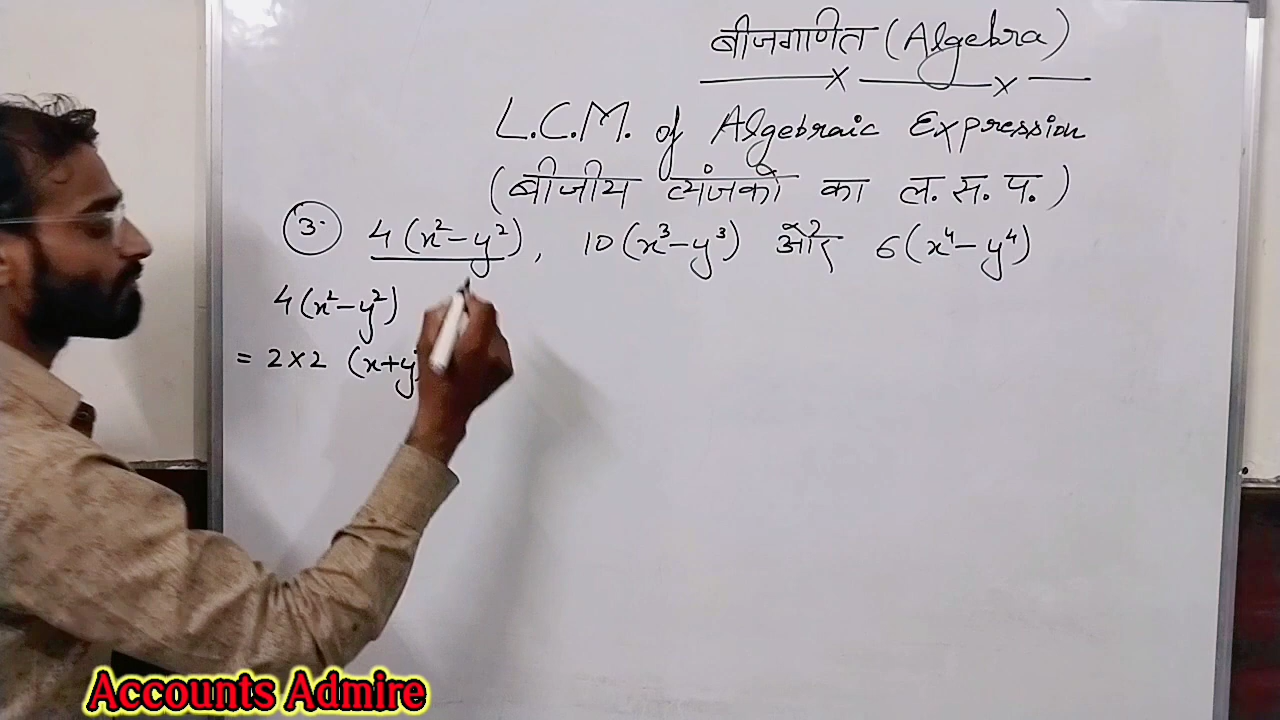 बीजगणित (Algebra)
L.C.M. of Algebraic Expression
(बीजीय व्यंजको का ल. स. प.)
3. 4(x²-y²), 10(x³-y³) और 6(x⁴-y⁴)
4(x²-y²)
= 2×2 (x+y)
Accounts Admire